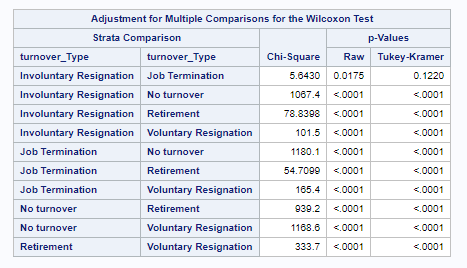 Adjustment for Multiple Comparisons for the Wilcoxon Test
Strata Comparison p-Values
turnover_Type turnover_Type Chi-Square Raw Tukey-Kramer
Involuntary Resignation Job Termination 5.6430 0.0175 0.1220
Involuntary Resignation No turnover 1067.4 <.0001 <.0001
Involuntary Resignation Retirement 78.8398 <.0001 <.0001
Involuntary Resignation Voluntary Resignation 101.5 <.0001 <.0001
Job Termination No turnover 1180.1 <.0001 <.0001
Job Termination Retirement 54.7099 <.0001 <.0001
Job Termination Voluntary Resignation 165.4 <.0001 <.0001
No turnover Retirement 939.2 <.0001 <.0001
No turnover Voluntary Resignation 1168.6 <.0001 <.0001
Retirement Voluntary Resignation 333.7 <.0001 <.0001